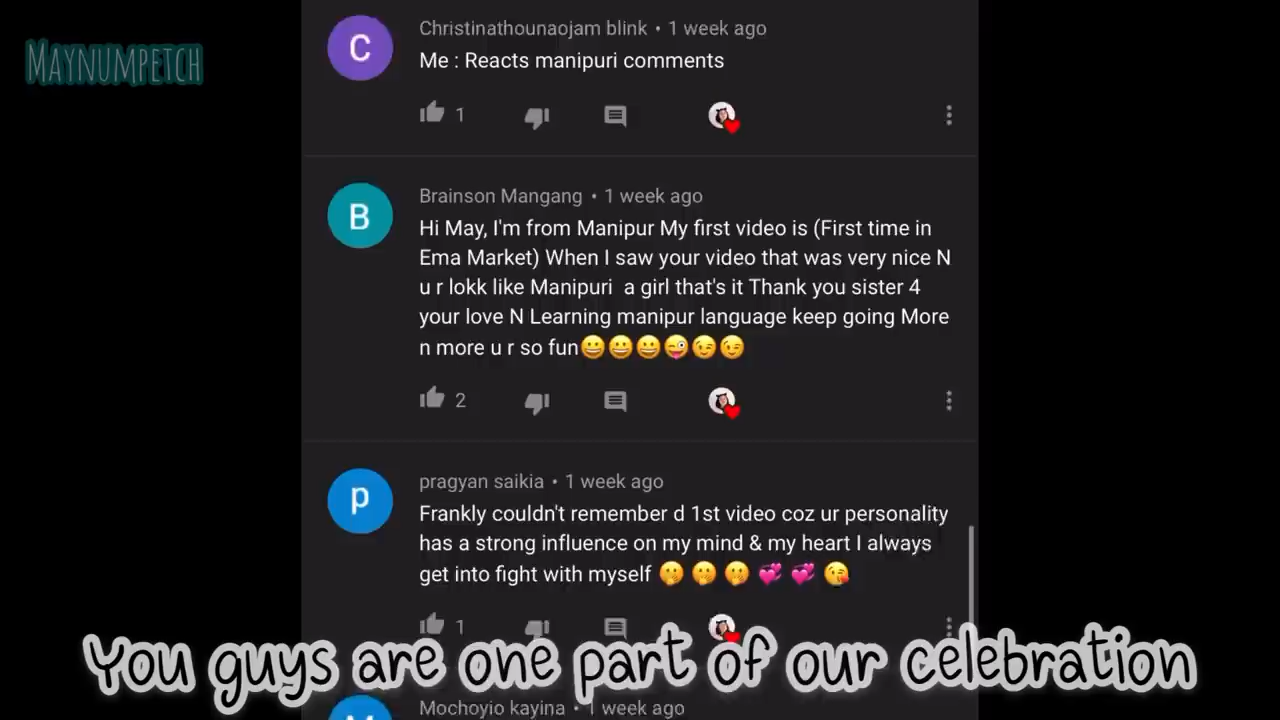 MAYNUMPETCH
C
Christinathounaojam blink • 1 week ago
Me : Reacts manipuri comments
1
B
Brainson Mangang • 1 week ago
Hi May, I'm from Manipur My first video is (First time in
Ema Market) When I saw your video that was very nice N
u r lokk like Manipuri a girl that's it Thank you sister 4
your love N Learning manipur language keep going More
n more u r so fun😀😀😀😜😉😉
2
p
pragyan saikia • 1 week ago
Frankly couldn't remember d 1st video coz ur personality
has a strong influence on my mind & my heart I always
get into fight with myself 🤭 🤭 🤭 💞 💞 😘
1
You guys are one part of our celebration
Mochoyio kayina • 1 week ago